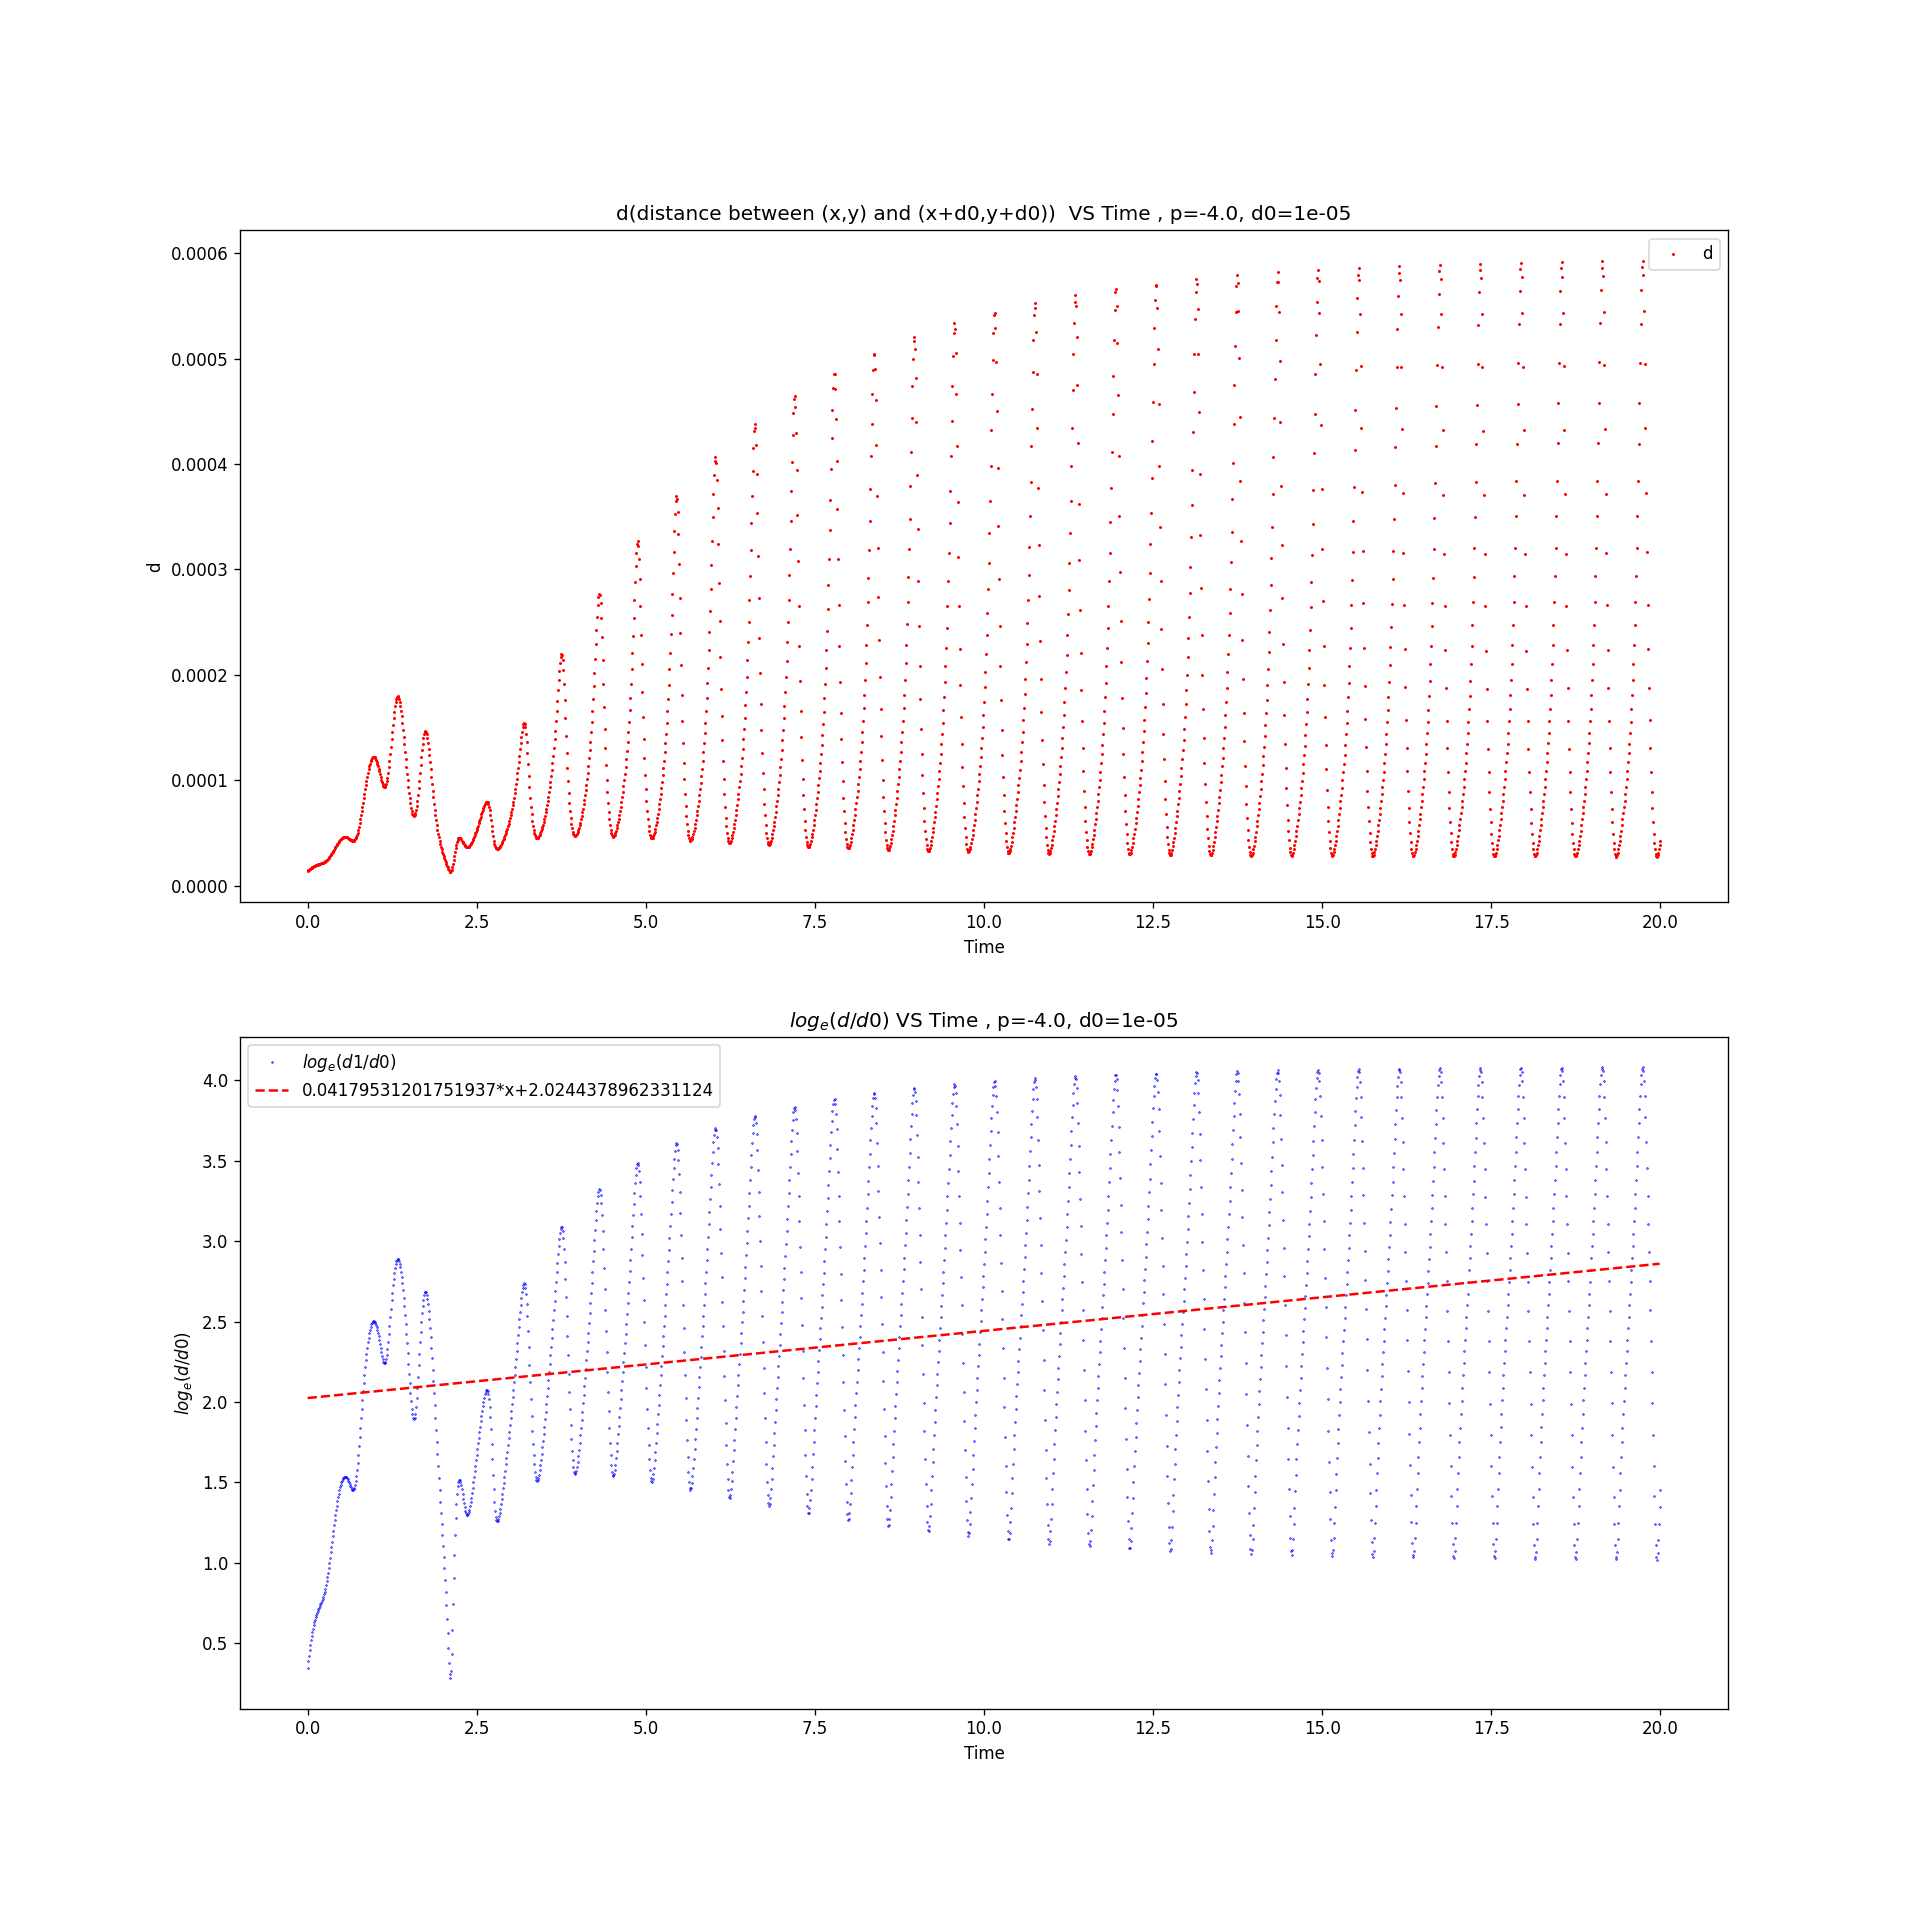 d(distance between (x,y) and (x+d0,y+d0))  VS Time , p=-4.0, d0=1e-05
d
0.0006
0.0005
0.0004
0.0003
0.0002
0.0001
0.0000
d
0.0 2.5 5.0 7.5 10.0 12.5 15.0 17.5 20.0
Time
log_e(d/d0) VS Time , p=-4.0, d0=1e-05
log_e(d1/d0)
0.04179531201751937*x+2.0244378962331124
4.0
3.5
3.0
2.5
2.0
1.5
1.0
0.5
log_e(d/d0)
0.0 2.5 5.0 7.5 10.0 12.5 15.0 17.5 20.0
Time